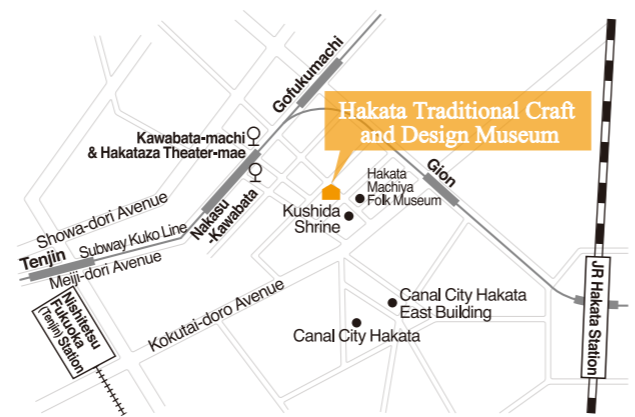 Gofukumachi
Hakata Traditional Craft
and Design Museum
Kawabata-machi
& Hakataza Theater-mae
Gion
Hakata
Machiya
Folk Museum
Nakasu
-Kawabata
Kushida
Shrine
Showa-dori Avenue
Subway Kuko Line
Tenjin
Meiji-dori Avenue
JR Hakata Station
Nishitetsu
Fukuoka
(Tenjin) Station
Kokutai-doro Avenue
Canal City Hakata
East Building
Canal City Hakata